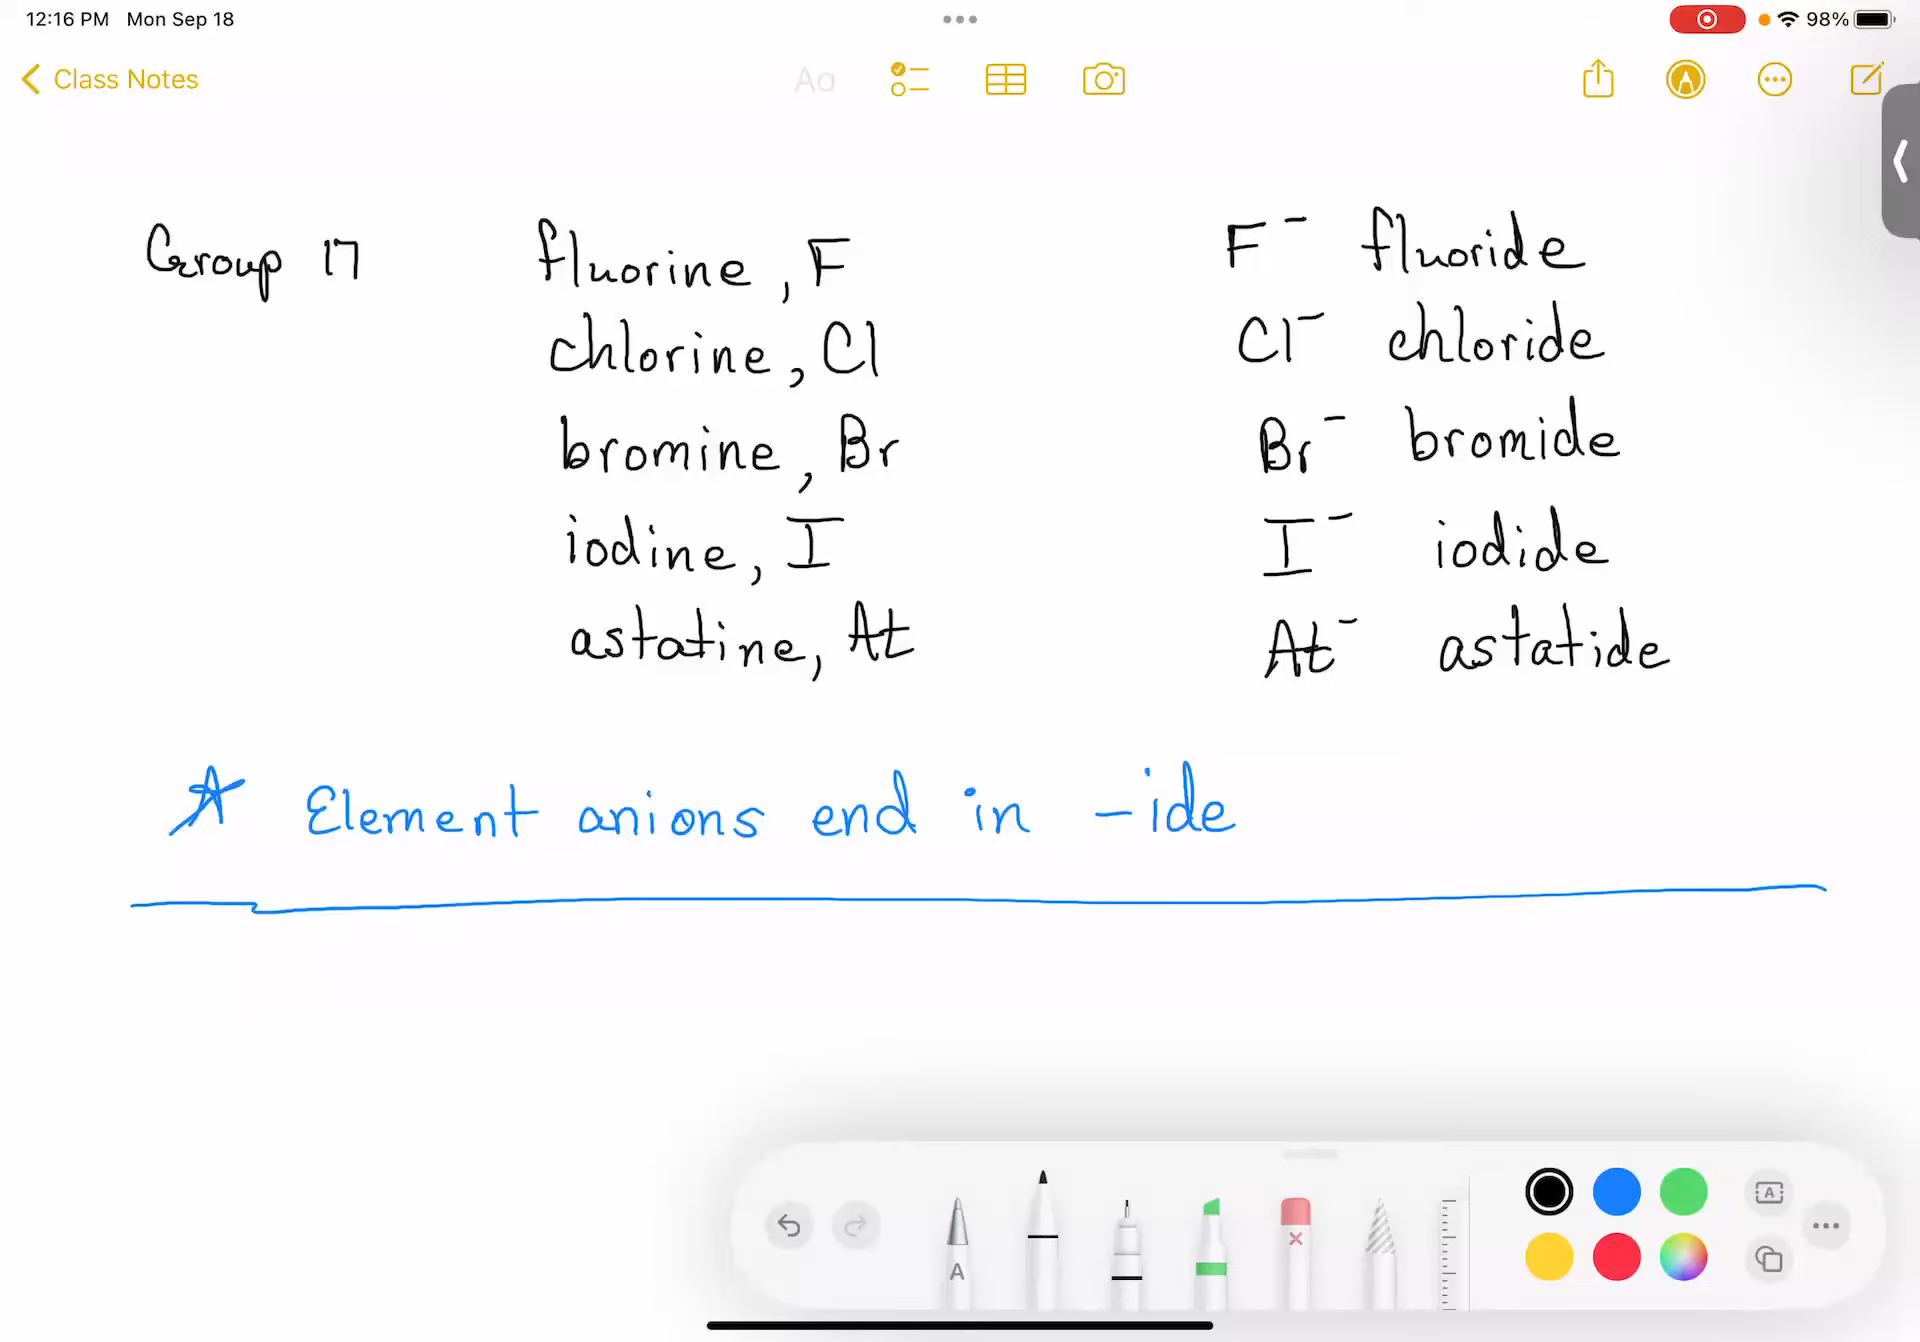 12:16 PM Mon Sep 18 98%
Class Notes Aa
Group 17 fluorine, F F⁻ fluoride
chlorine, Cl Cl⁻ chloride
bromine, Br Br⁻ bromide
iodine, I I⁻ iodide
astatine, At At⁻ astatide
Element anions end in -ide
A
A